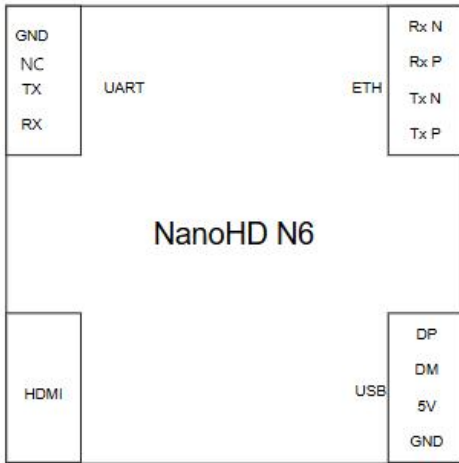 GND
NC
TX
RX
UART
ETH
Rx N
Rx P
Tx N
Tx P
NanoHD N6
HDMI
USB
DP
DM
5V
GND